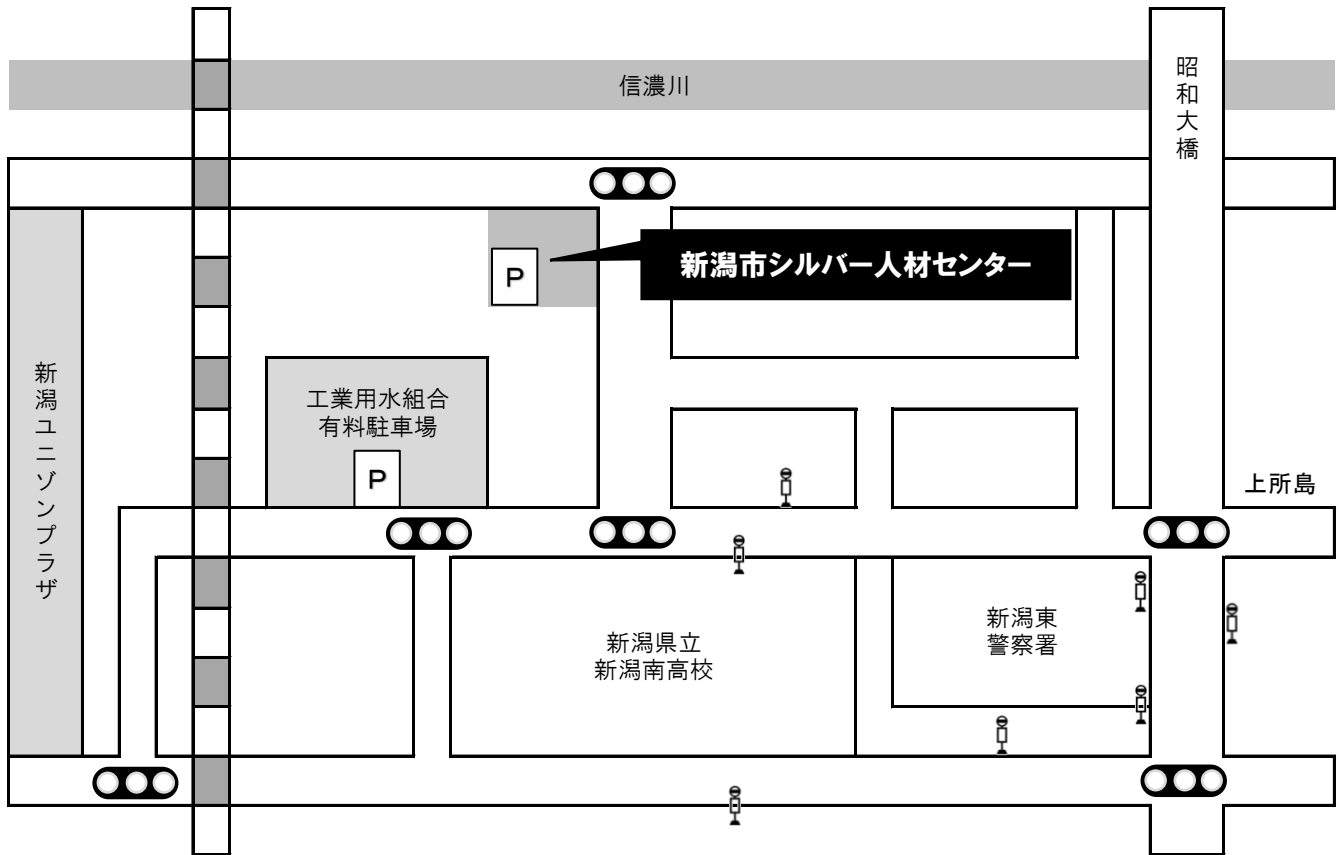 信濃川
昭和大橋
新潟市シルバー人材センター
P
新潟ユニゾンプラザ
工業用水組合
有料駐車場
P
上所島
新潟県立
新潟南高校
新潟東
警察署